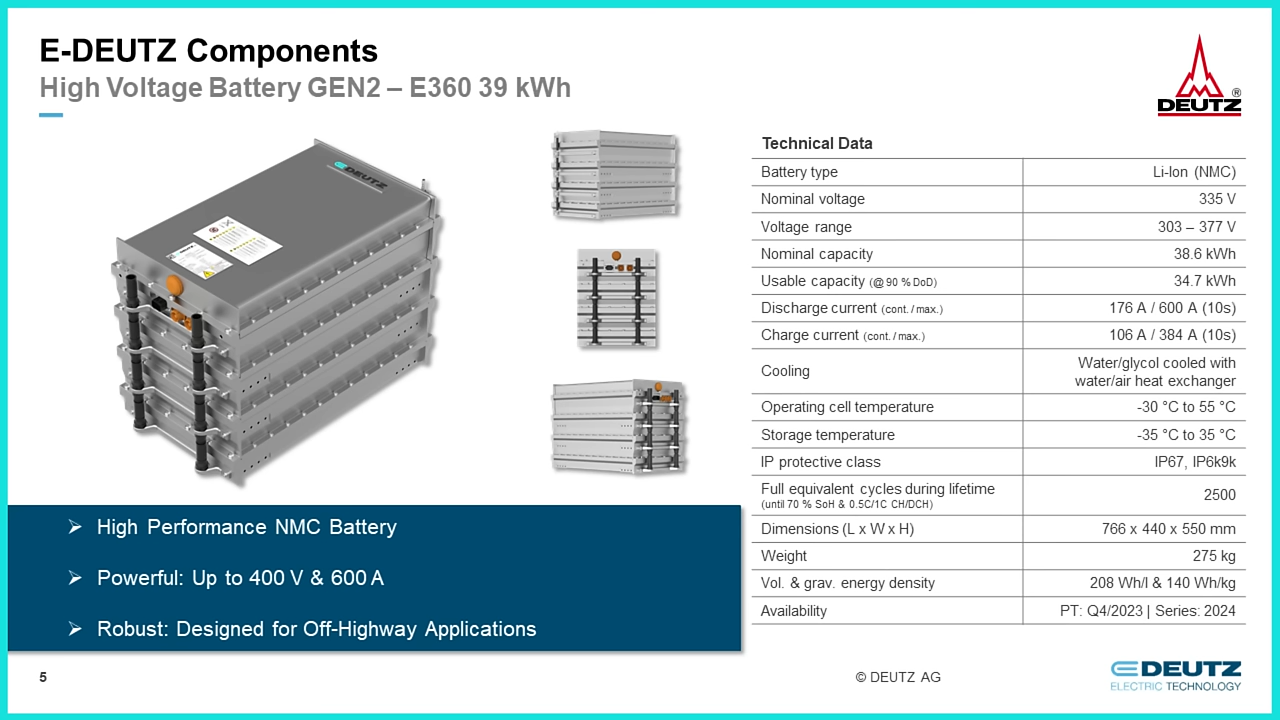 E-DEUTZ Components
High Voltage Battery GEN2 – E360 39 kWh
DEUTZ®
DEUTZ
DEUTZ
Technical Data
Battery type Li-Ion (NMC)
Nominal voltage 335 V
Voltage range 303 – 377 V
Nominal capacity 38.6 kWh
Usable capacity (@ 90 % DoD) 34.7 kWh
Discharge current (cont. / max.) 176 A / 600 A (10s)
Charge current (cont. / max.) 106 A / 384 A (10s)
Cooling Water/glycol cooled with
water/air heat exchanger
Operating cell temperature -30 °C to 55 °C
Storage temperature -35 °C to 35 °C
IP protective class IP67, IP6k9k
Full equivalent cycles during lifetime 2500
(until 70 % SoH & 0.5C/1C CH/DCH)
Dimensions (L x W x H) 766 x 440 x 550 mm
Weight 275 kg
Vol. & grav. energy density 208 Wh/l & 140 Wh/kg
Availability PT: Q4/2023 | Series: 2024
➢ High Performance NMC Battery
➢ Powerful: Up to 400 V & 600 A
➢ Robust: Designed for Off-Highway Applications
5
© DEUTZ AG
EDEUTZ
ELECTRIC TECHNOLOGY